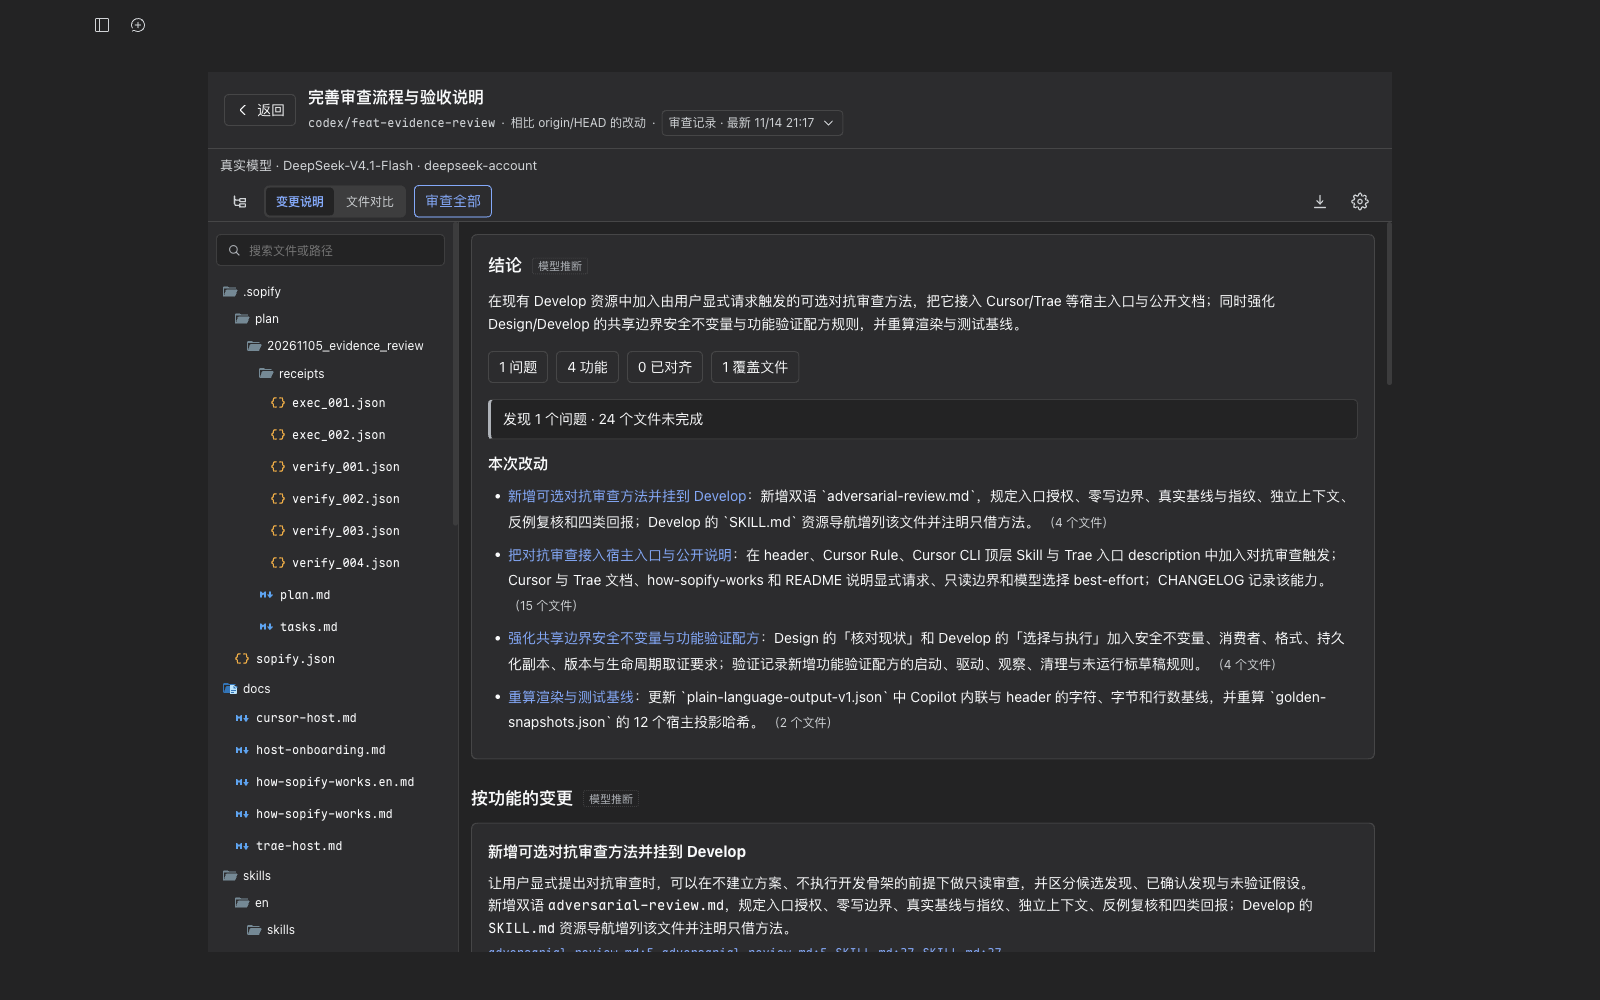 返回
完善审查流程与验收说明
codex/feat-evidence-review · 相比 origin/HEAD 的改动 · 审查记录 · 最新 11/14 21:17
真实模型 · DeepSeek-V4.1-Flash · deepseek-account
变更说明 文件对比 审查全部
搜索文件或路径
.sopify
plan
20261105_evidence_review
receipts
exec_001.json
exec_002.json
verify_001.json
verify_002.json
verify_003.json
verify_004.json
plan.md
tasks.md
sopify.json
docs
cursor-host.md
host-onboarding.md
how-sopify-works.en.md
how-sopify-works.md
trae-host.md
skills
en
skills
结论 模型推断
在现有 Develop 资源中加入由用户显式请求触发的可选对抗审查方法，把它接入 Cursor/Trae 等宿主入口与公开文档；同时强化
Design/Develop 的共享边界安全不变量与功能验证配方规则，并重算渲染与测试基线。
1 问题 4 功能 0 已对齐 1 覆盖文件
发现 1 个问题 · 24 个文件未完成
本次改动
• 新增可选对抗审查方法并挂到 Develop：新增双语 `adversarial-review.md`，规定入口授权、零写边界、真实基线与指纹、独立上下文、
反例复核和四类回报；Develop 的 `SKILL.md` 资源导航增列该文件并注明只借方法。 （4 个文件）
• 把对抗审查接入宿主入口与公开说明：在 header、Cursor Rule、Cursor CLI 顶层 Skill 与 Trae 入口 description 中加入对抗审查触发；
Cursor 与 Trae 文档、how-sopify-works 和 README 说明显式请求、只读边界和模型选择 best-effort；CHANGELOG 记录该能力。
（15 个文件）
• 强化共享边界安全不变量与功能验证配方：Design 的「核对现状」和 Develop 的「选择与执行」加入安全不变量、消费者、格式、持久
化副本、版本与生命周期取证要求；验证记录新增功能验证配方的启动、驱动、观察、清理与未运行标草稿规则。 （4 个文件）
• 重算渲染与测试基线：更新 `plain-language-output-v1.json` 中 Copilot 内联与 header 的字符、字节和行数基线，并重算 `golden-
snapshots.json` 的 12 个宿主投影哈希。 （2 个文件）
按功能的变更 模型推断
新增可选对抗审查方法并挂到 Develop
让用户显式提出对抗审查时，可以在不建立方案、不执行开发骨架的前提下做只读审查，并区分候选发现、已确认发现与未验证假设。
新增双语 adversarial-review.md，规定入口授权、零写边界、真实基线与指纹、独立上下文、反例复核和四类回报；Develop 的
SKILL.md 资源导航增列该文件并注明只借方法。